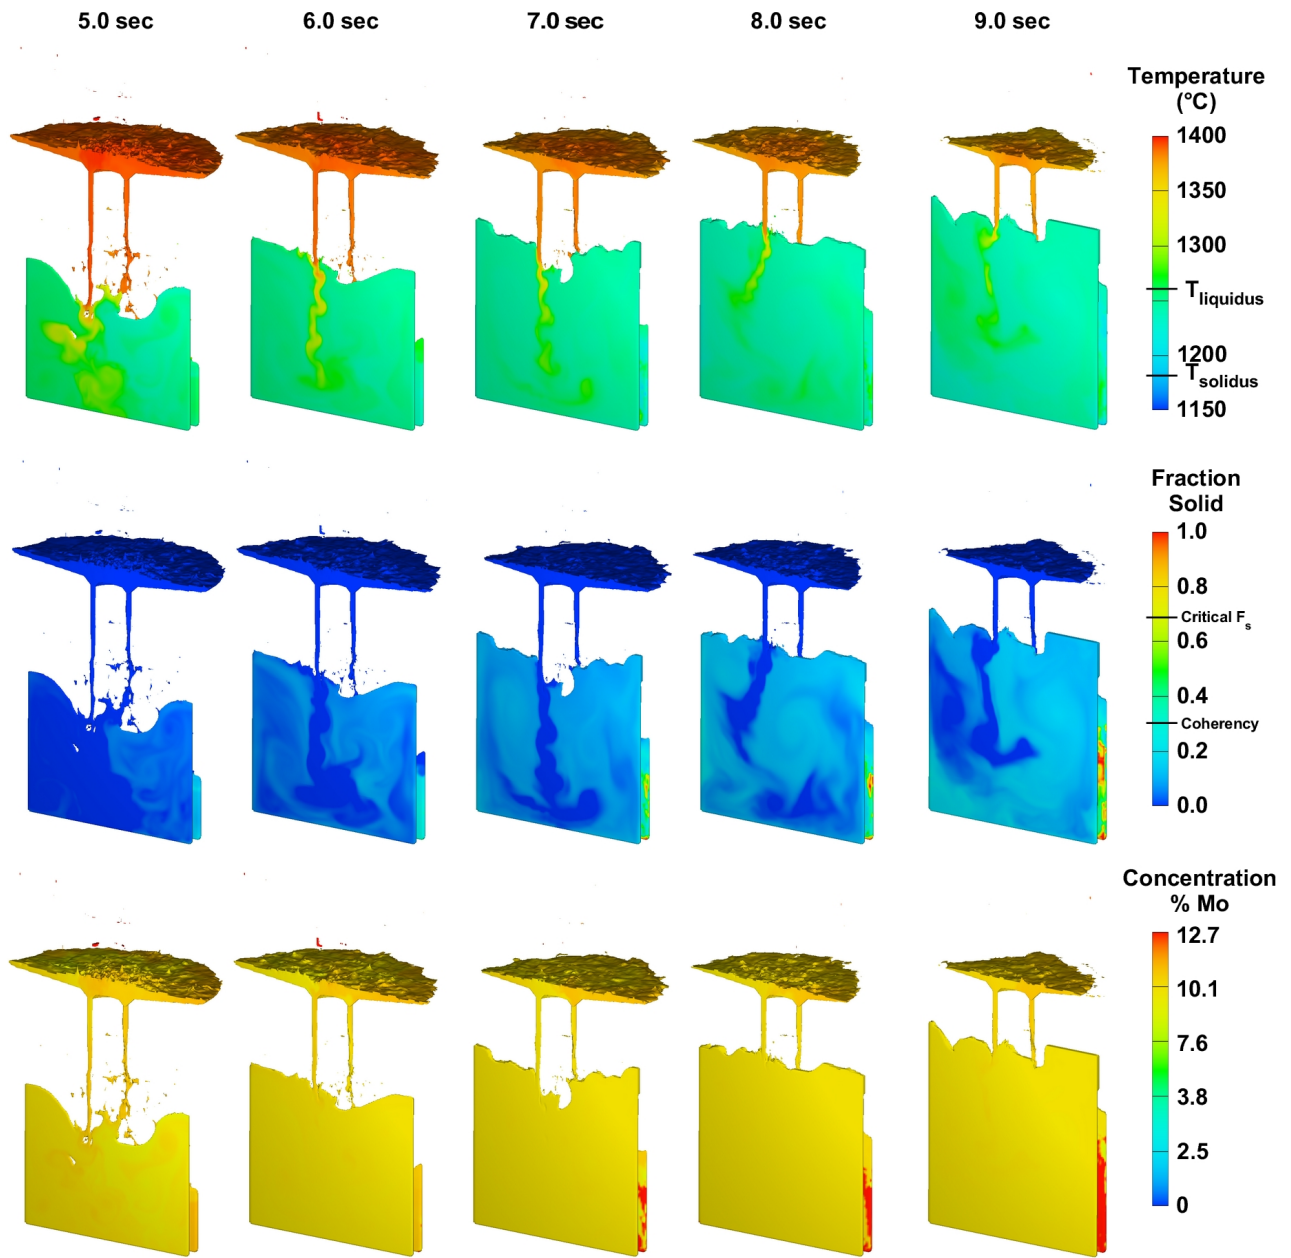 5.0 sec 6.0 sec 7.0 sec 8.0 sec 9.0 sec
Temperature
(°C)
1400
1350
1300
Tliquidus
1200
Tsolidus
1150
L
Fraction
Solid
1.0
0.8
Critical Fs
0.6
0.4
Coherency
0.2
0.0
L
Concentration
% Mo
12.7
10.1
7.6
3.8
2.5
0
L